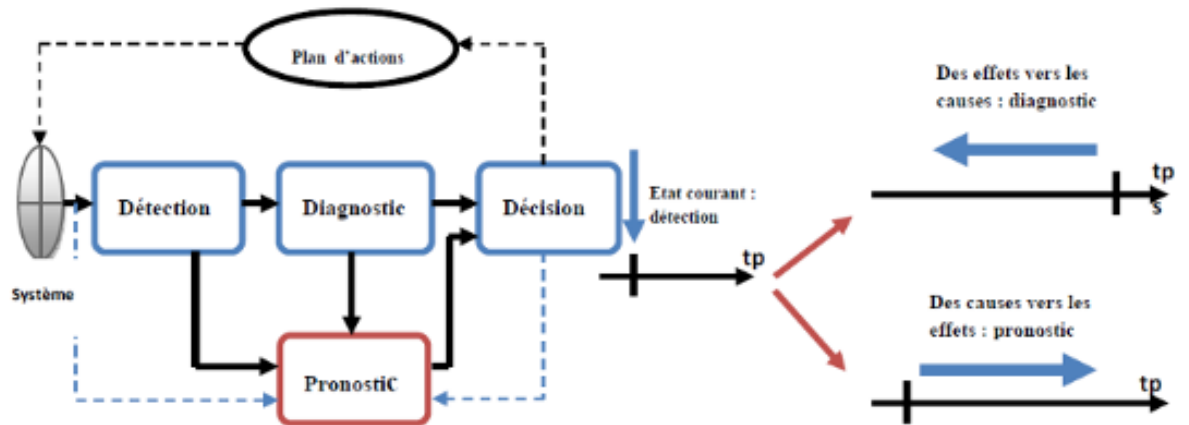 Plan d'actions
Des effets vers les
causes : diagnostic
Détection
Diagnostic
Décision
Etat courant :
détection
tp
tp
s
Système
Des causes vers les
effets : pronostic
PronostiC
tp